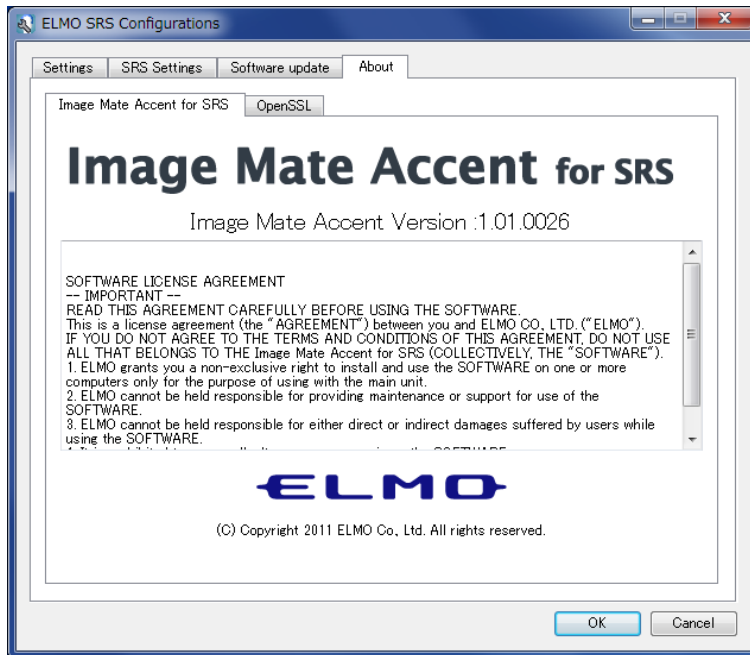 ELMO SRS Configurations
Settings SRS Settings Software update About
Image Mate Accent for SRS OpenSSL
Image Mate Accent for SRS
Image Mate Accent Version :1.01.0026
SOFTWARE LICENSE AGREEMENT
-- IMPORTANT --
READ THIS AGREEMENT CAREFULLY BEFORE USING THE SOFTWARE.
This is a license agreement (the "AGREEMENT") between you and ELMO CO., LTD. ("ELMO").
IF YOU DO NOT AGREE TO THE TERMS AND CONDITIONS OF THIS AGREEMENT, DO NOT USE
ALL THAT BELONGS TO THE Image Mate Accent for SRS (COLLECTIVELY, THE "SOFTWARE").
1. ELMO grants you a non-exclusive right to install and use the SOFTWARE on one or more
computers only for the purpose of using with the main unit.
2. ELMO cannot be held responsible for providing maintenance or support for use of the
SOFTWARE.
3. ELMO cannot be held responsible for either direct or indirect damages suffered by users while
using the SOFTWARE.
ELMO
(C) Copyright 2011 ELMO Co., Ltd. All rights reserved.
OK Cancel